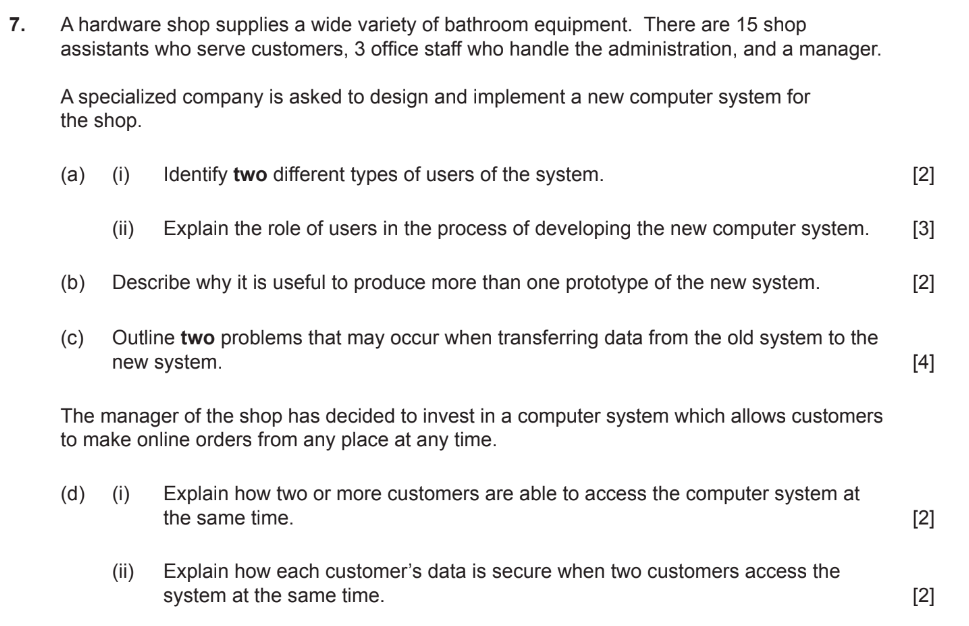 7. A hardware shop supplies a wide variety of bathroom equipment. There are 15 shop
assistants who serve customers, 3 office staff who handle the administration, and a manager.
A specialized company is asked to design and implement a new computer system for
the shop.
(a) (i) Identify two different types of users of the system. [2]
(ii) Explain the role of users in the process of developing the new computer system. [3]
(b) Describe why it is useful to produce more than one prototype of the new system. [2]
(c) Outline two problems that may occur when transferring data from the old system to the
new system. [4]
The manager of the shop has decided to invest in a computer system which allows customers
to make online orders from any place at any time.
(d) (i) Explain how two or more customers are able to access the computer system at
the same time. [2]
(ii) Explain how each customer's data is secure when two customers access the
system at the same time. [2]